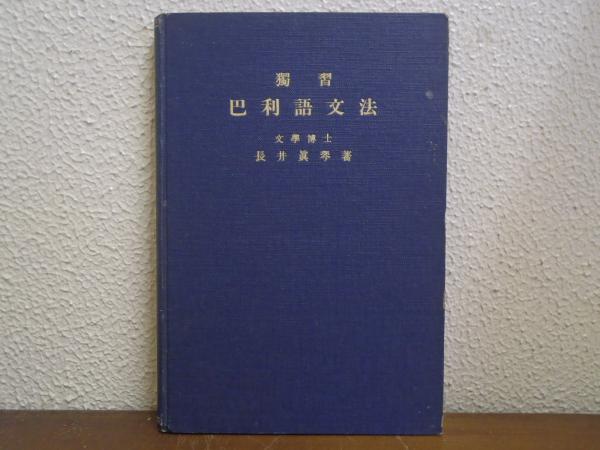 獨習
巴利語文法
文學博士
長井眞琴著